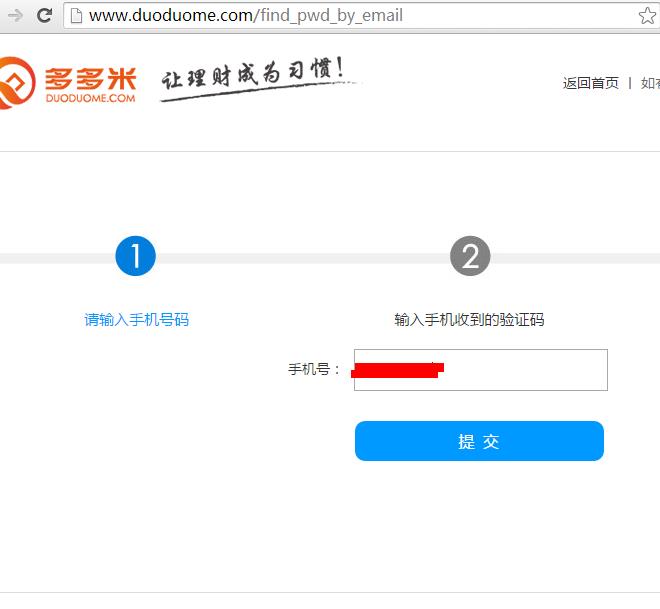 www.duoduome.com/find_pwd_by_email
多多米
DUODUOME.COM
让理财成为习惯!
返回首页 | 如
1
2
请输入手机号码
输入手机收到的验证码
手机号：
提 交